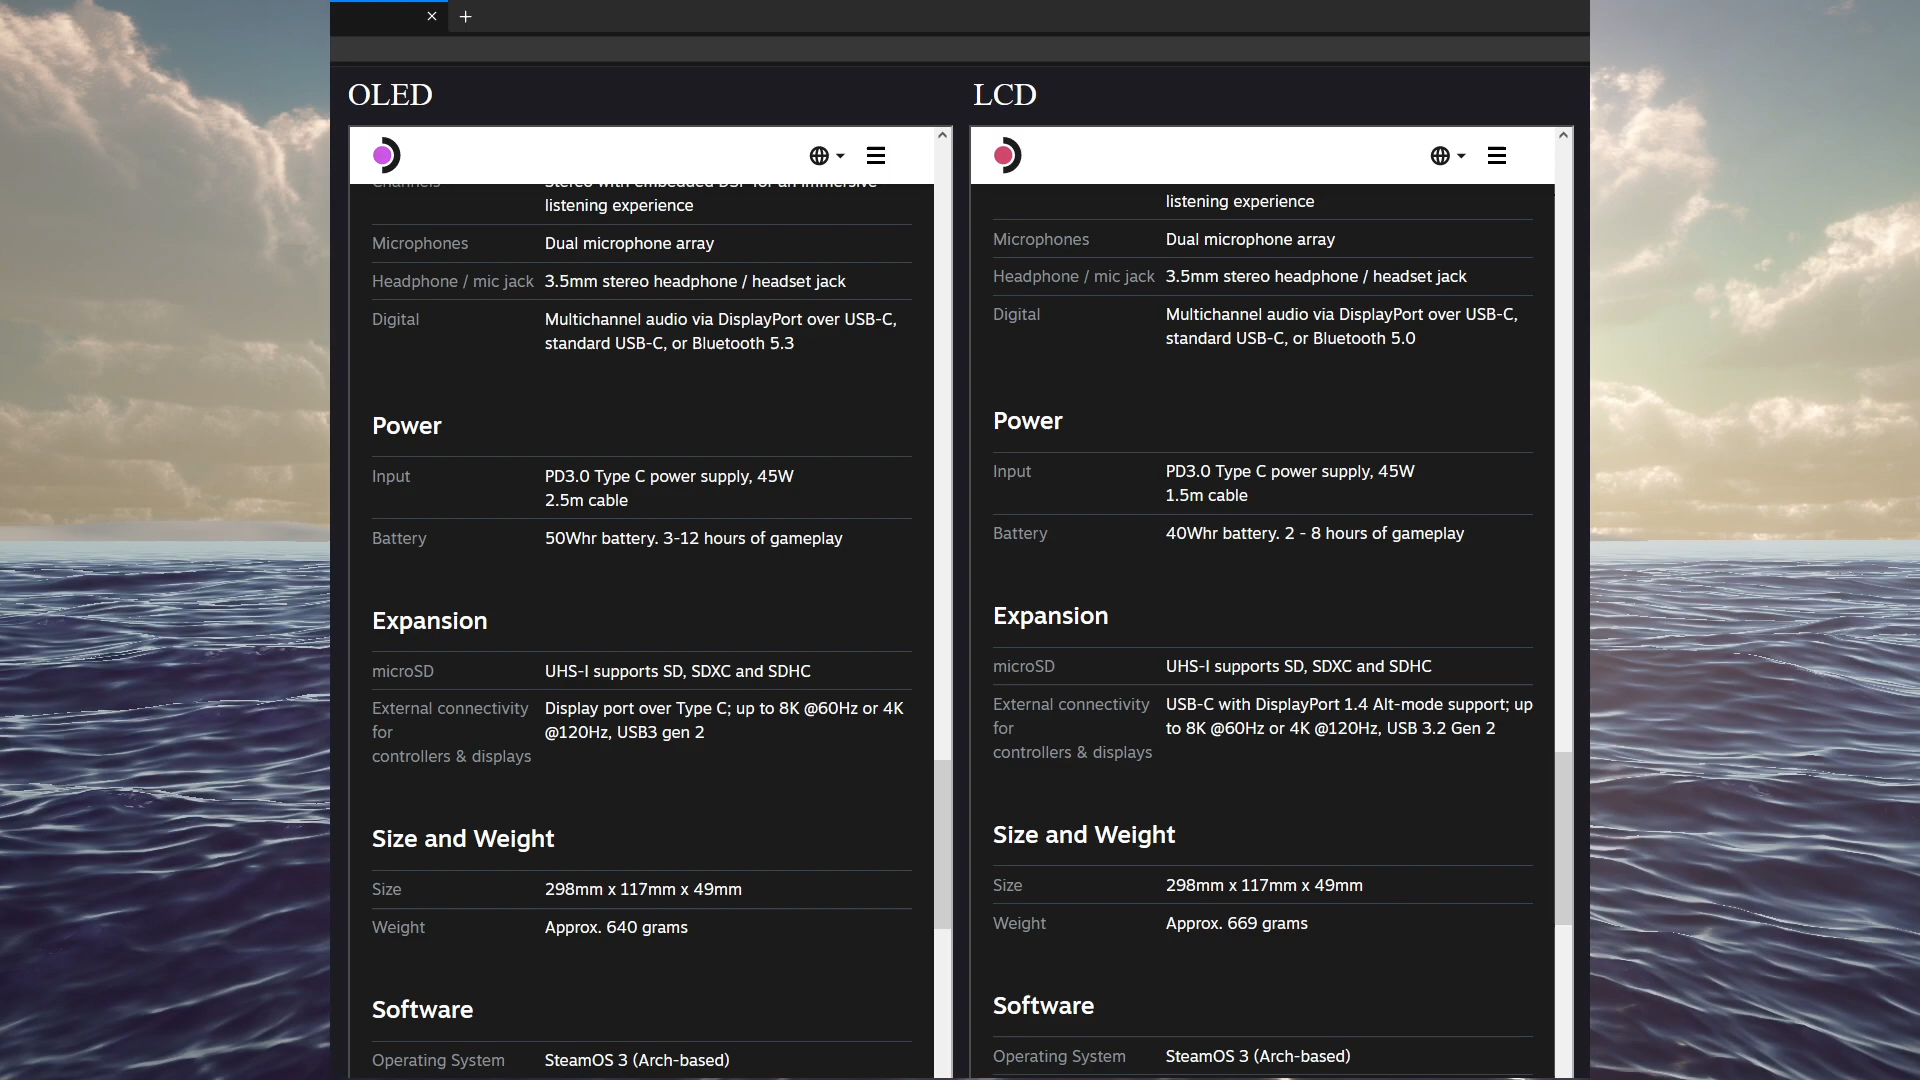 OLED
Channels Stereo with embedded DSP for an immersive
listening experience
Microphones Dual microphone array
Headphone / mic jack 3.5mm stereo headphone / headset jack
Digital Multichannel audio via DisplayPort over USB-C,
standard USB-C, or Bluetooth 5.3
Power
Input PD3.0 Type C power supply, 45W
2.5m cable
Battery 50Whr battery. 3-12 hours of gameplay
Expansion
microSD UHS-I supports SD, SDXC and SDHC
External connectivity Display port over Type C; up to 8K @60Hz or 4K
for @120Hz, USB3 gen 2
controllers & displays
Size and Weight
Size 298mm x 117mm x 49mm
Weight Approx. 640 grams
Software
Operating System SteamOS 3 (Arch-based)
LCD
listening experience
Microphones Dual microphone array
Headphone / mic jack 3.5mm stereo headphone / headset jack
Digital Multichannel audio via DisplayPort over USB-C,
standard USB-C, or Bluetooth 5.0
Power
Input PD3.0 Type C power supply, 45W
1.5m cable
Battery 40Whr battery. 2 - 8 hours of gameplay
Expansion
microSD UHS-I supports SD, SDXC and SDHC
External connectivity USB-C with DisplayPort 1.4 Alt-mode support; up
for to 8K @60Hz or 4K @120Hz, USB 3.2 Gen 2
controllers & displays
Size and Weight
Size 298mm x 117mm x 49mm
Weight Approx. 669 grams
Software
Operating System SteamOS 3 (Arch-based)